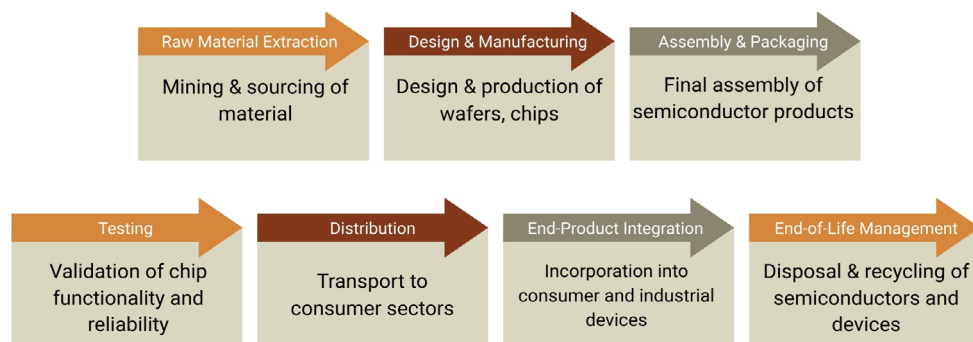 Raw Material Extraction
Mining & sourcing of
material
Design & Manufacturing
Design & production of
wafers, chips
Assembly & Packaging
Final assembly of
semiconductor products
Testing
Validation of chip
functionality and
reliability
Distribution
Transport to
consumer sectors
End-Product Integration
Incorporation into
consumer and industrial
devices
End-of-Life Management
Disposal & recycling of
semiconductors and
devices